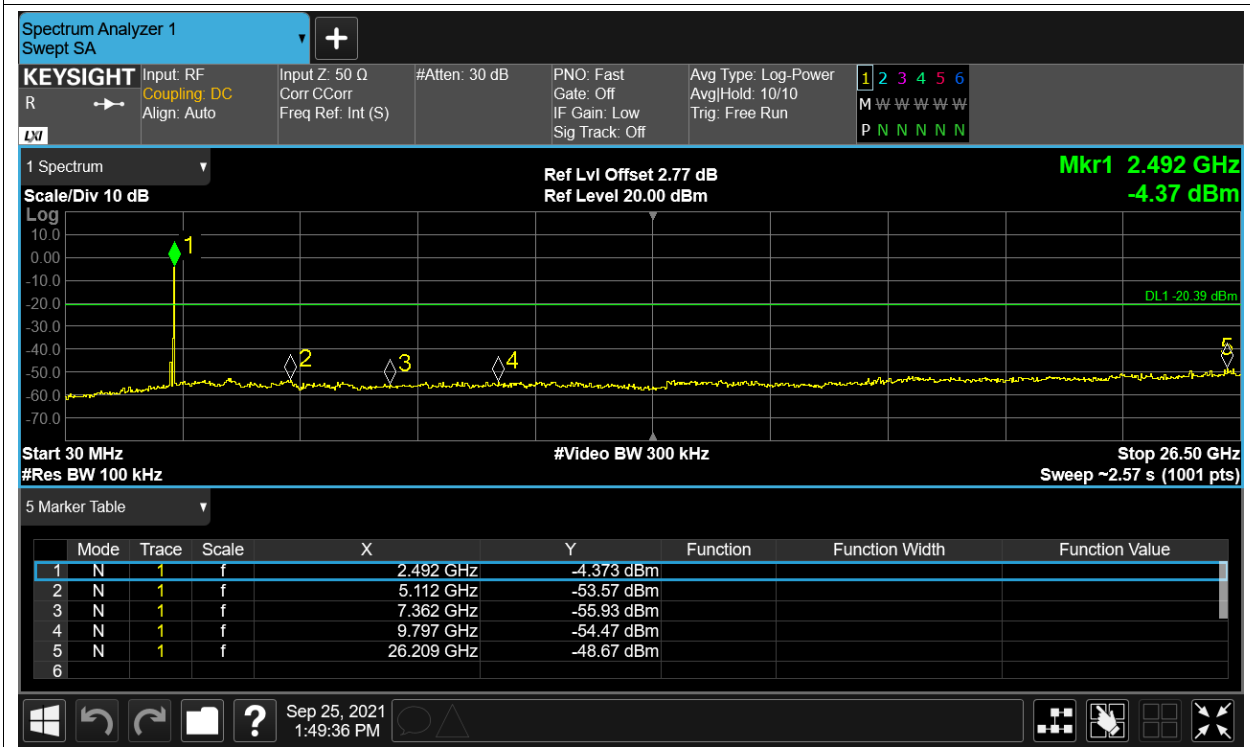 Spectrum Analyzer 1
Swept SA
KEYSIGHT Input: RF Input Z: 50 Ω #Atten: 30 dB PNO: Fast Avg Type: Log-Power 1 2 3 4 5 6
R Coupling: DC Corr CCorr Gate: Off Avg|Hold: 10/10 M W W W W W
Align: Auto Freq Ref: Int (S) IF Gain: Low Trig: Free Run
LXI Sig Track: Off P N N N N N
1 Spectrum Ref Lvl Offset 2.77 dB Mkr1 2.492 GHz
Scale/Div 10 dB Ref Level 20.00 dBm -4.37 dBm
Log
10.0 1
0.00
-10.0
-20.0 DL1 -20.39 dBm
-30.0
-40.0 2 3 4 5
-50.0
-60.0
-70.0
Start 30 MHz #Video BW 300 kHz Stop 26.50 GHz
#Res BW 100 kHz Sweep ~2.57 s (1001 pts)
5 Marker Table
Mode Trace Scale X Y Function Function Width Function Value
1 N 1 f 2.492 GHz -4.373 dBm
2 N 1 f 5.112 GHz -53.57 dBm
3 N 1 f 7.362 GHz -55.93 dBm
4 N 1 f 9.797 GHz -54.47 dBm
5 N 1 f 26.209 GHz -48.67 dBm
6
? Sep 25, 2021
1:49:36 PM